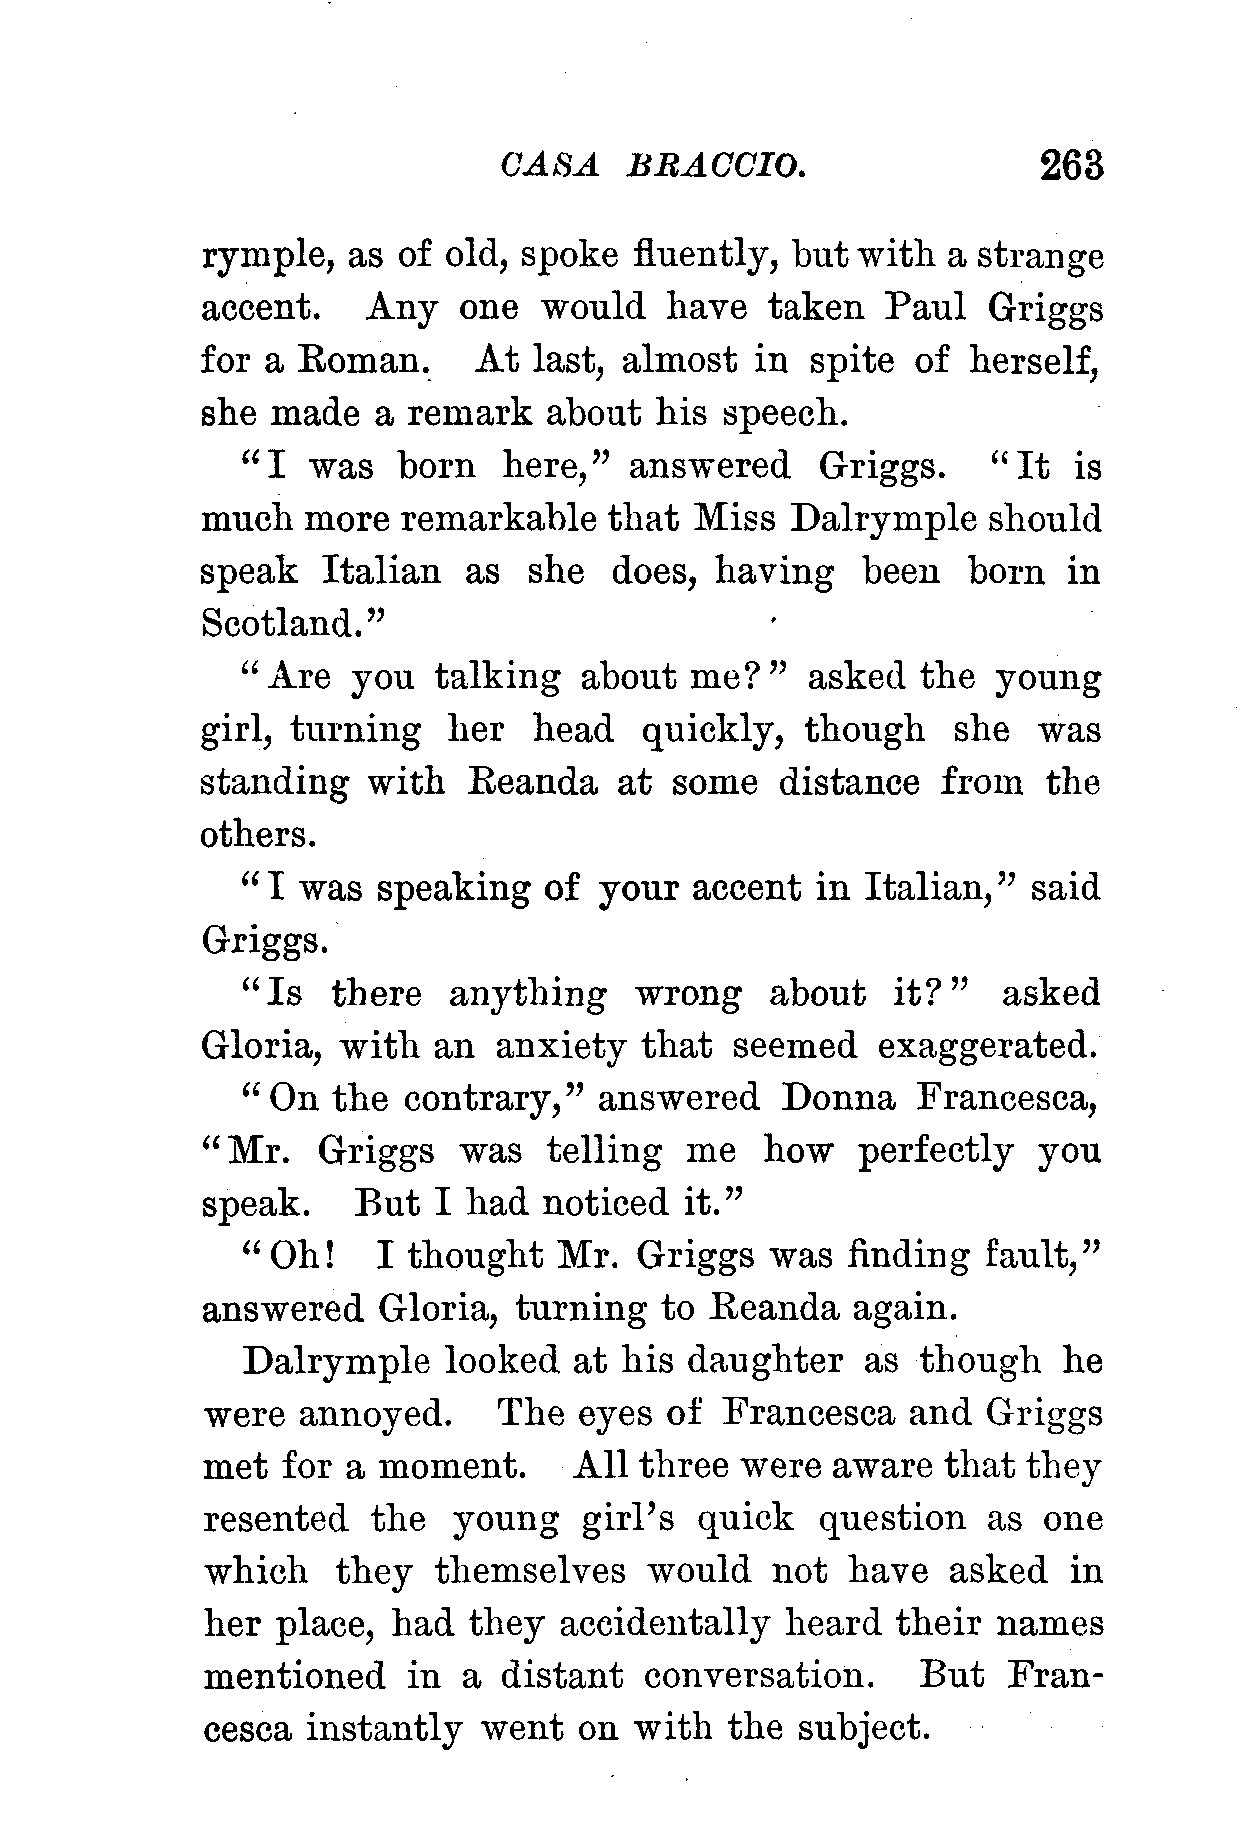 CASA BRACCIO. 263
rymple, as of old, spoke fluently, but with a strange
accent. Any one would have taken Paul Griggs
for a Roman. At last, almost in spite of herself,
she made a remark about his speech.
“I was born here,” answered Griggs. “It is
much more remarkable that Miss Dalrymple should
speak Italian as she does, having been born in
Scotland.”
“Are you talking about me?” asked the young
girl, turning her head quickly, though she was
standing with Reanda at some distance from the
others.
“I was speaking of your accent in Italian,” said
Griggs.
“Is there anything wrong about it?” asked
Gloria, with an anxiety that seemed exaggerated.
“On the contrary,” answered Donna Francesca,
“Mr. Griggs was telling me how perfectly you
speak. But I had noticed it.”
“Oh! I thought Mr. Griggs was finding fault,”
answered Gloria, turning to Reanda again.
Dalrymple looked at his daughter as though he
were annoyed. The eyes of Francesca and Griggs
met for a moment. All three were aware that they
resented the young girl’s quick question as one
which they themselves would not have asked in
her place, had they accidentally heard their names
mentioned in a distant conversation. But Fran-
cesca instantly went on with the subject.